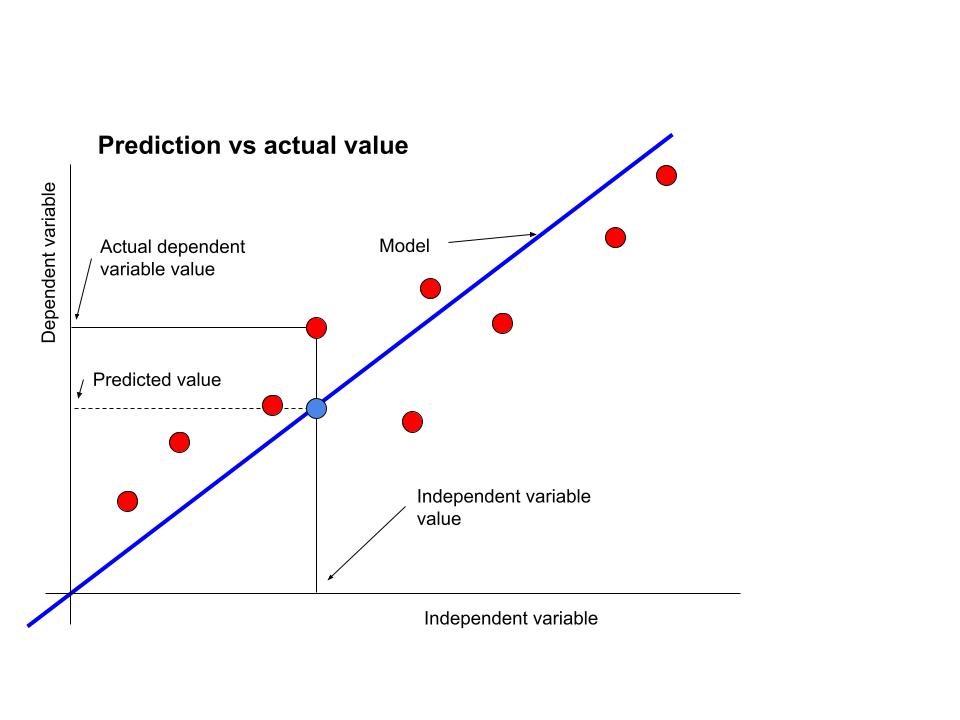 Prediction vs actual value
Dependent variable
Actual dependent
variable value
Model
Predicted value
Independent variable
value
Independent variable